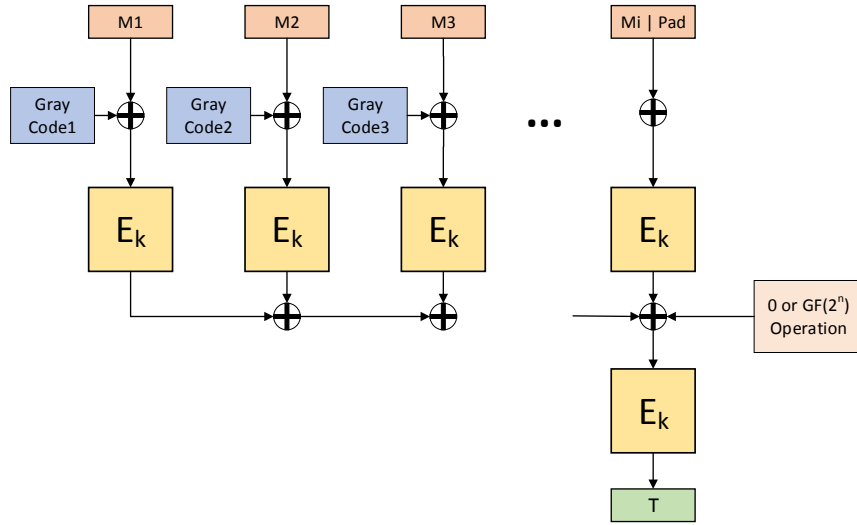 M1
M2
M3
Mi | Pad
Gray
Code1
Gray
Code2
Gray
Code3
...
Ek
Ek
Ek
Ek
0 or GF(2ⁿ)
Operation
Ek
T